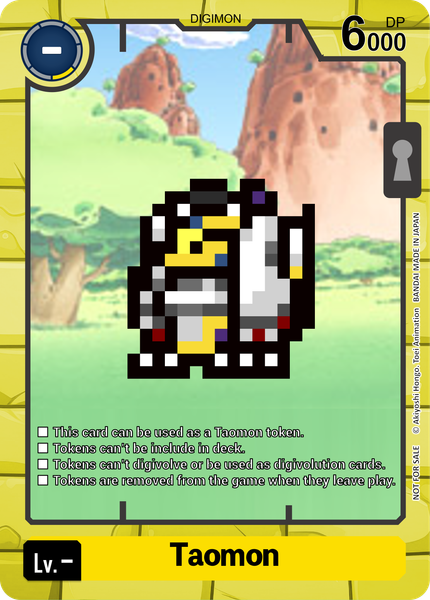 DIGIMON
-
DP
6000
This card can be used as a Taomon token.
Tokens can't be include in deck.
Tokens can't digivolve or be used as digivolution cards.
Tokens are removed from the game when they leave play.
NOT FOR SALE © Akiyoshi Hongo, Toei Animation BANDAI MADE IN JAPAN
Lv.-
Taomon